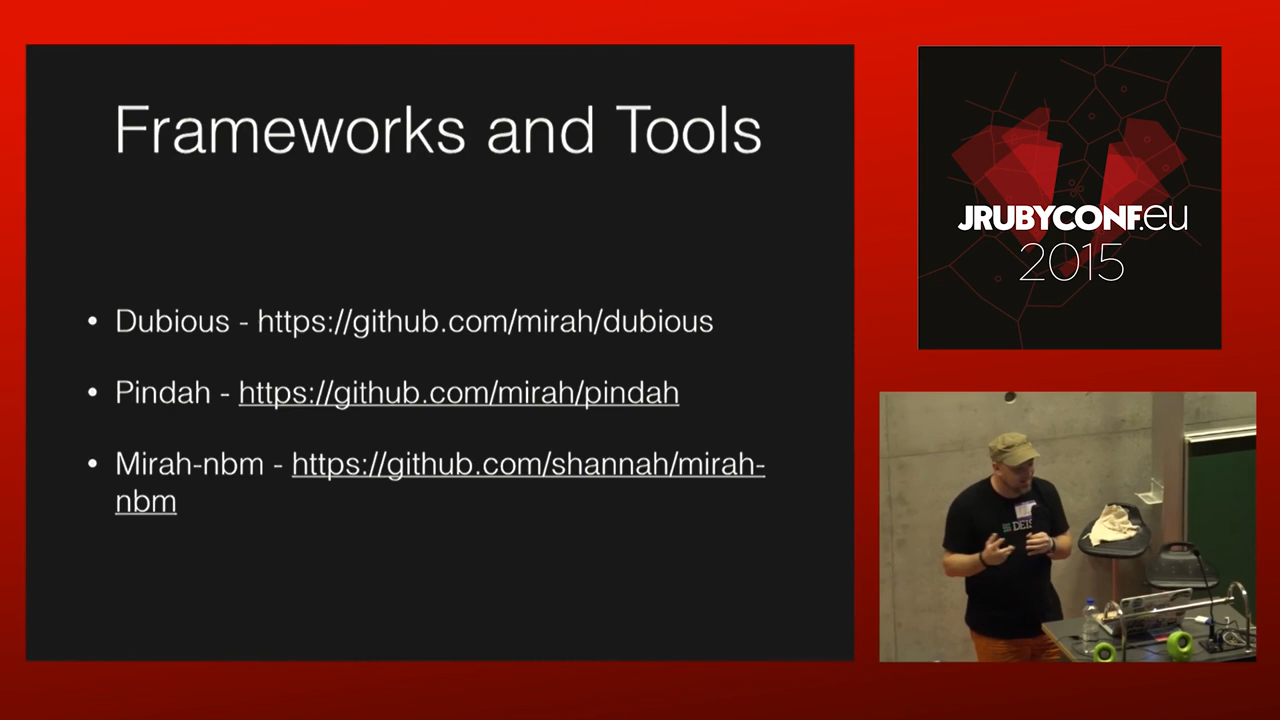 Frameworks and Tools
• Dubious - https://github.com/mirah/dubious
• Pindah - https://github.com/mirah/pindah
• Mirah-nbm - https://github.com/shannah/mirah-
nbm
JRUBYCONF.eu
2015
DEIS